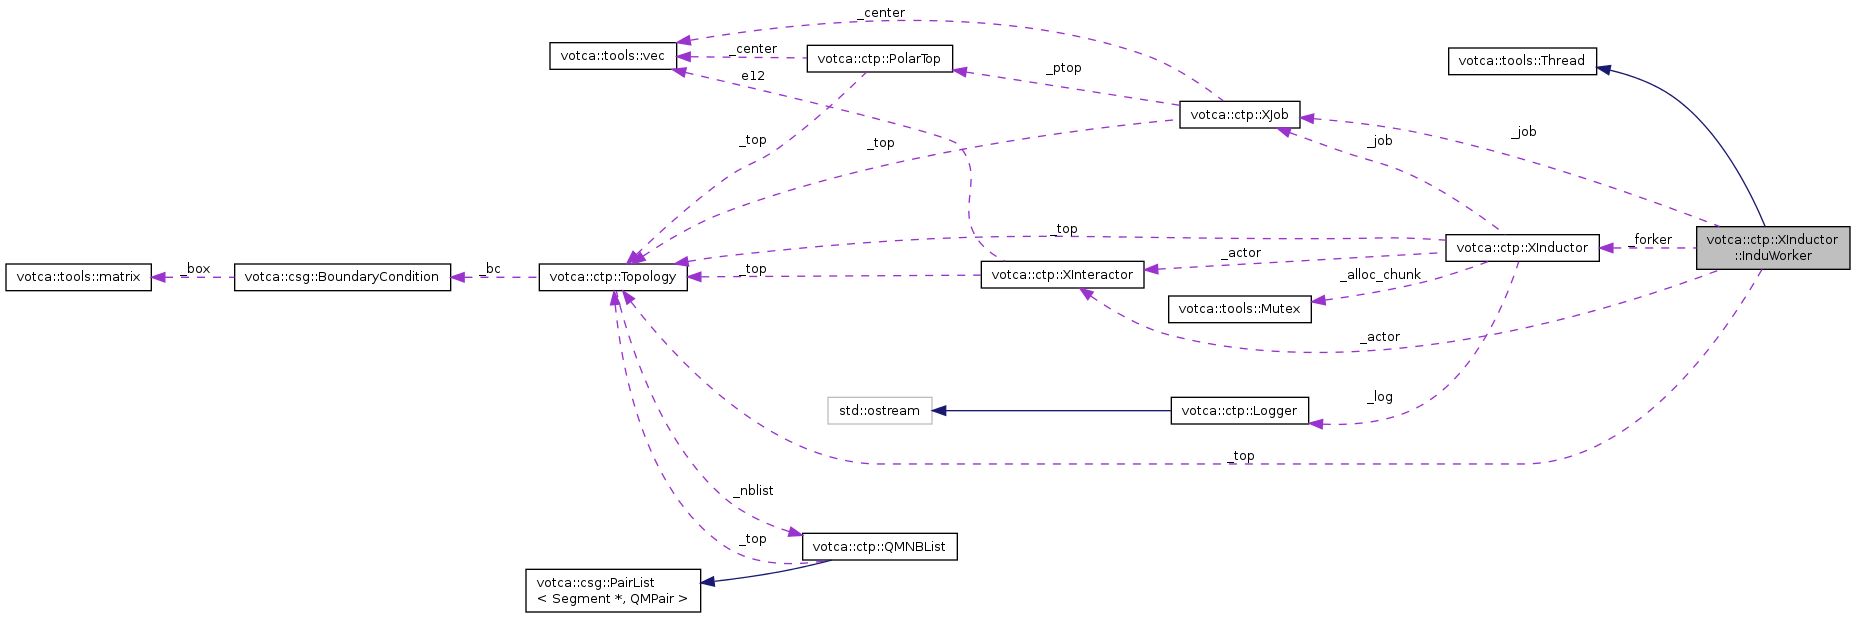 _center
votca::tools::vec
_center
votca::ctp::PolarTop
votca::tools::Thread
e12
_ptop
votca::ctp::XJob
_job
_top
_top
_job
_top
_forker
votca::ctp::XInductor
::InduWorker
votca::ctp::XInductor
_actor
votca::tools::matrix
_box
votca::csg::BoundaryCondition
_bc
votca::ctp::Topology
_top
votca::ctp::XInteractor
_alloc_chunk
votca::tools::Mutex
_actor
_log
std::ostream
votca::ctp::Logger
_top
_nblist
_top
votca::ctp::QMNBList
votca::csg::PairList
< Segment *, QMPair >